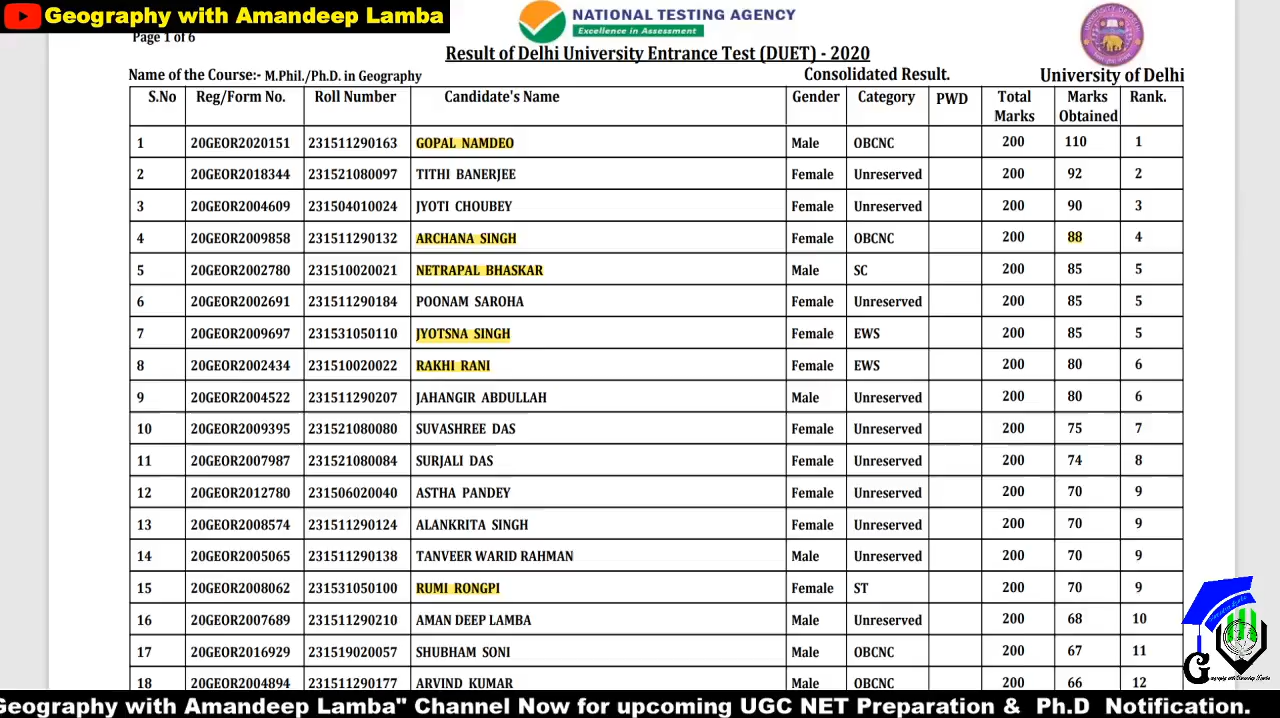 Geography with Amandeep Lamba
NATIONAL TESTING AGENCY
Excellence in Assessment
Page 1 of 6
Result of Delhi University Entrance Test (DUET) - 2020
Name of the Course:- M.Phil./Ph.D. in Geography Consolidated Result. University of Delhi
S.No Reg/Form No. Roll Number Candidate's Name Gender Category PWD Total Marks Marks Obtained Rank.
1 20GEOR2020151 231511290163 GOPAL NAMDEO Male OBCNC 200 110 1
2 20GEOR2018344 231521080097 TITHI BANERJEE Female Unreserved 200 92 2
3 20GEOR2004609 231504010024 JYOTI CHOUBEY Female Unreserved 200 90 3
4 20GEOR2009858 231511290132 ARCHANA SINGH Female OBCNC 200 88 4
5 20GEOR2002780 231510020021 NETRAPAL BHASKAR Male SC 200 85 5
6 20GEOR2002691 231511290184 POONAM SAROHA Female Unreserved 200 85 5
7 20GEOR2009697 231531050110 JYOTSNA SINGH Female EWS 200 85 5
8 20GEOR2002434 231510020022 RAKHI RANI Female EWS 200 80 6
9 20GEOR2004522 231511290207 JAHANGIR ABDULLAH Male Unreserved 200 80 6
10 20GEOR2009395 231521080080 SUVASHREE DAS Female Unreserved 200 75 7
11 20GEOR2007987 231521080084 SURJALI DAS Female Unreserved 200 74 8
12 20GEOR2012780 231506020040 ASTHA PANDEY Female Unreserved 200 70 9
13 20GEOR2008574 231511290124 ALANKRITA SINGH Female Unreserved 200 70 9
14 20GEOR2005065 231511290138 TANVEER WARID RAHMAN Male Unreserved 200 70 9
15 20GEOR2008062 231531050100 RUMI RONGPI Female ST 200 70 9
16 20GEOR2007689 231511290210 AMAN DEEP LAMBA Male Unreserved 200 68 10
17 20GEOR2016929 231519020057 SHUBHAM SONI Male OBCNC 200 67 11
18 20GEOR2004894 231511290177 ARVIND KUMAR Male OBCNC 200 66 12
Geography with Amandeep Lamba
Geography with Amandeep Lamba" Channel Now for upcoming UGC NET Preparation & Ph.D Notification.